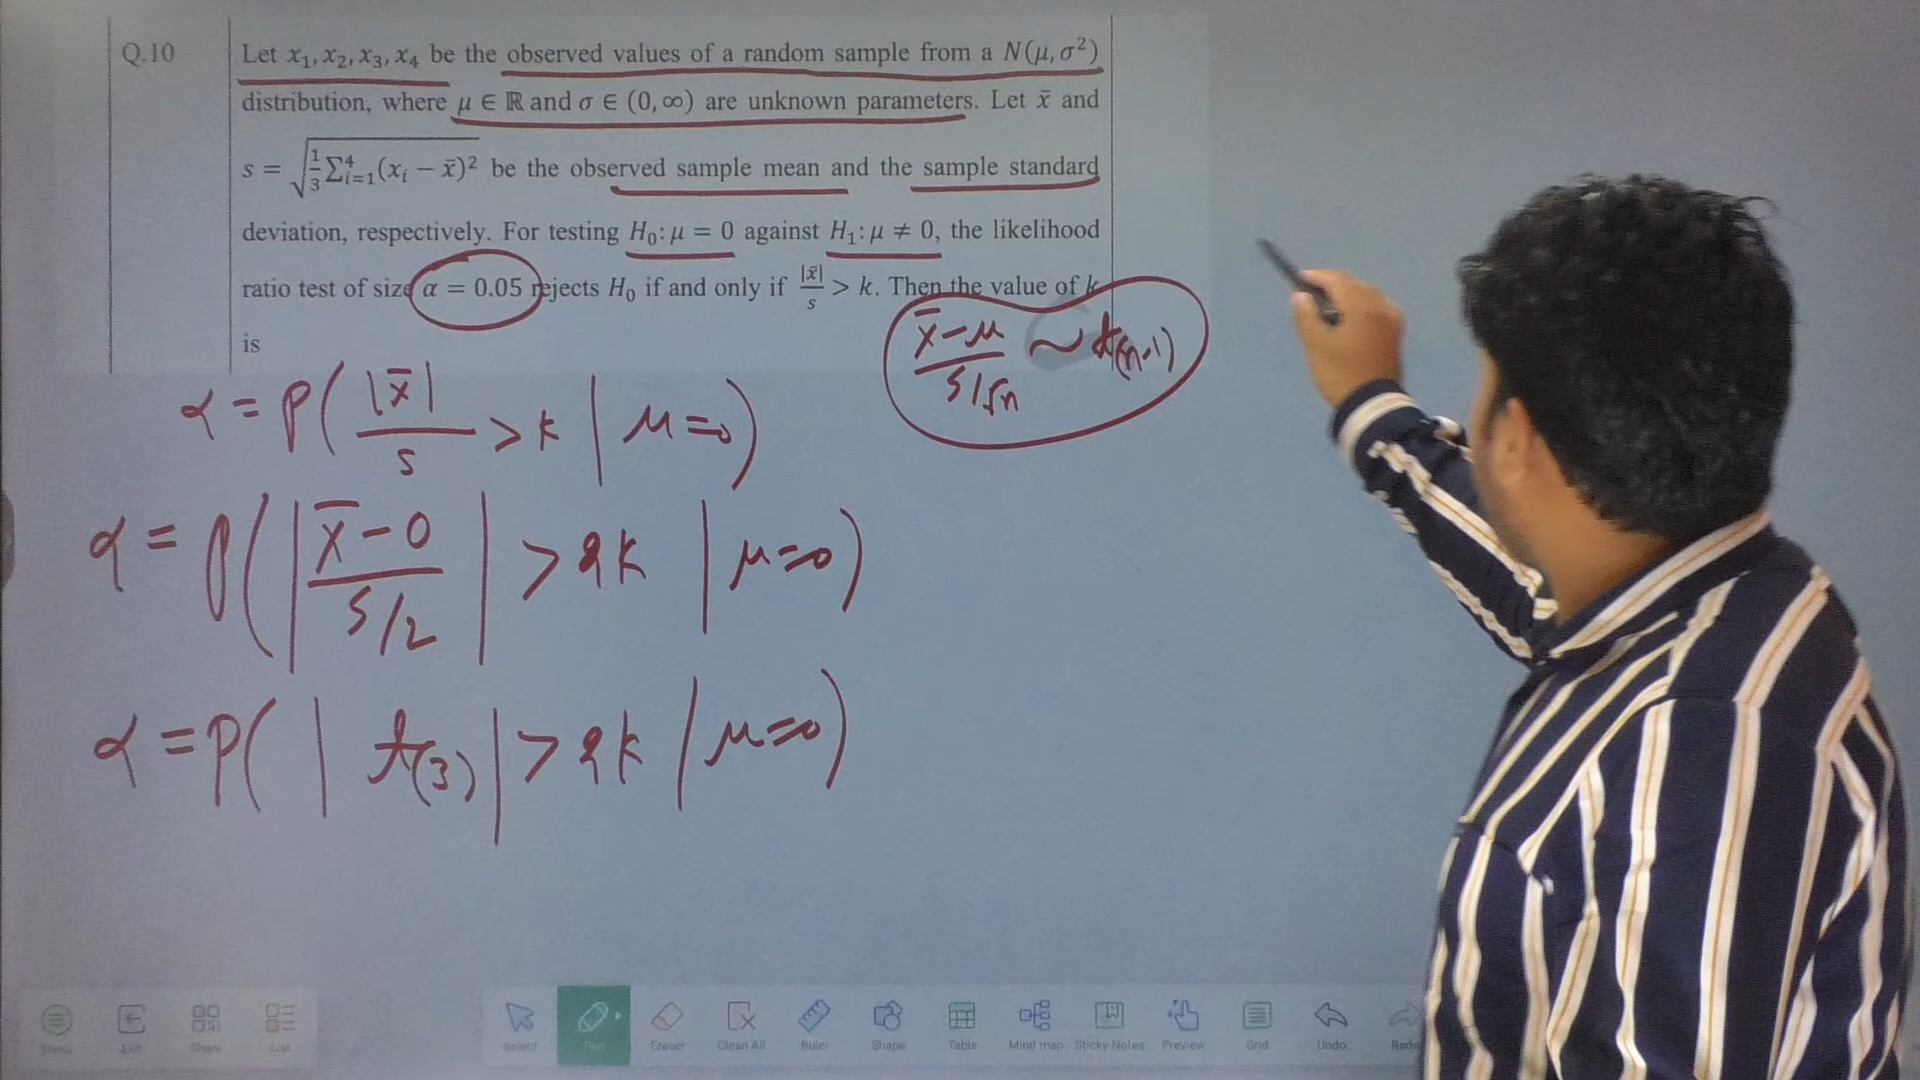 Q.10
Let x₁, x₂, x₃, x₄ be the observed values of a random sample from a N(μ, σ²)
distribution, where μ ∈ ℝ and σ ∈ (0, ∞) are unknown parameters. Let x̄ and
s = √(1/3 Σ⁴ᵢ₌₁(xᵢ − x̄)²) be the observed sample mean and the sample standard
deviation, respectively. For testing H₀: μ = 0 against H₁: μ ≠ 0, the likelihood
ratio test of size α = 0.05 rejects H₀ if and only if |x̄|/s > k. Then the value of k
is
(x̄ − μ)/(s/√n) ~ t(n-1)
α = P( |x̄|/s > k | μ=0 )
α = P( | (x̄ − 0)/(s/2) | > 2k | μ=0 )
α = P( | t(3) | > 2k | μ=0 )
Menu Exit Share List Select Pen Eraser Clean All Ruler Shape Table Mind map Sticky Notes Preview Grid Undo Redo